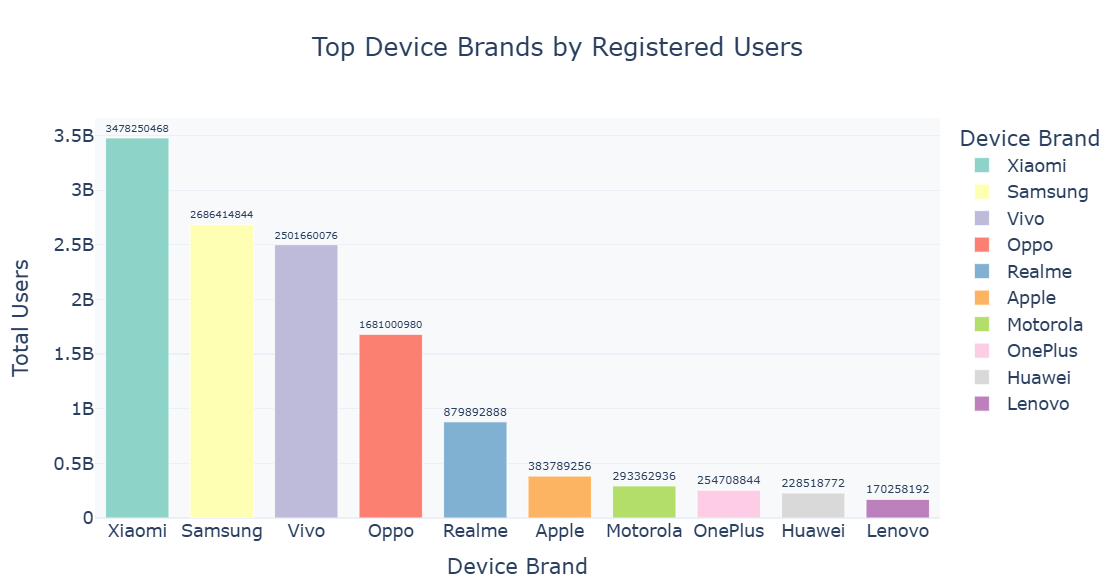 Top Device Brands by Registered Users
Total Users
3.5B
3B
2.5B
2B
1.5B
1B
0.5B
0
3478250468
2686414844
2501660076
1681000980
879892888
383789256
293362936
254708844
228518772
170258192
Xiaomi
Samsung
Vivo
Oppo
Realme
Apple
Motorola
OnePlus
Huawei
Lenovo
Device Brand
Device Brand
Xiaomi
Samsung
Vivo
Oppo
Realme
Apple
Motorola
OnePlus
Huawei
Lenovo